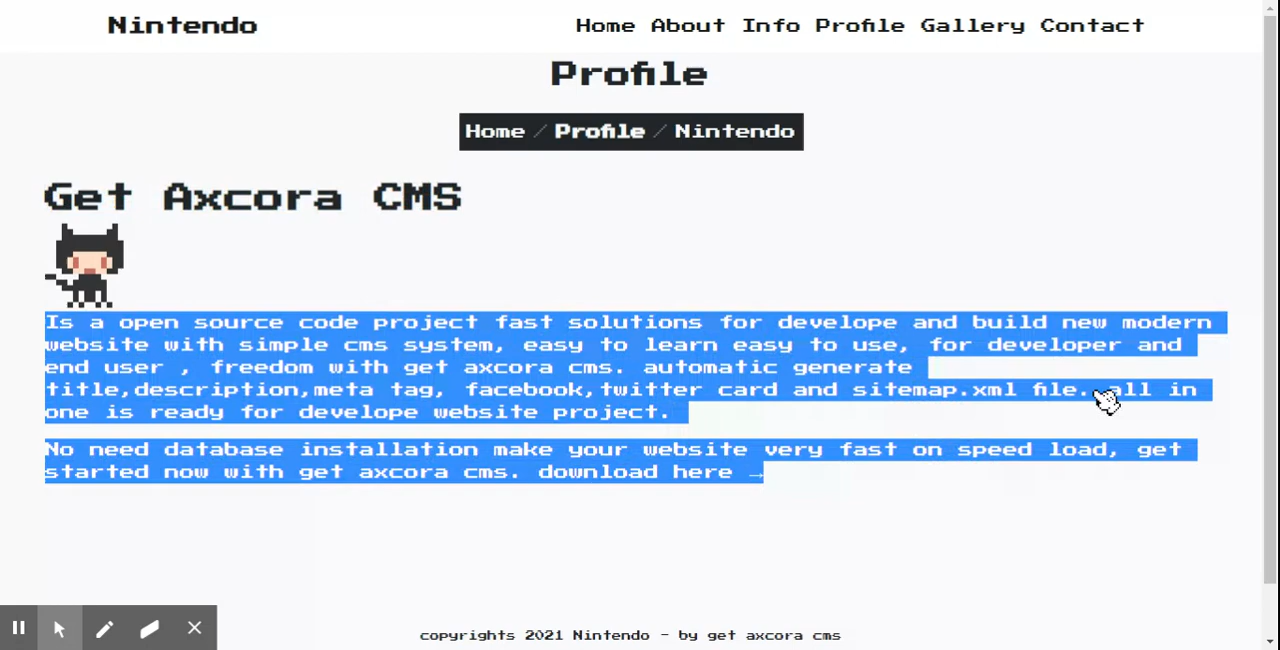 Nintendo
Home About Info Profile Gallery Contact
Profile
Home / Profile / Nintendo
Get Axcora CMS
Is a open source code project fast solutions for develope and build new modern
website with simple cms system, easy to learn easy to use, for developer and
end user , freedom with get axcora cms. automatic generate
title,description,meta tag, facebook,twitter card and sitemap.xml file. all in
one is ready for develope website project.
No need database installation make your website very fast on speed load, get
started now with get axcora cms. download here →
copyrights 2021 Nintendo - by get axcora cms